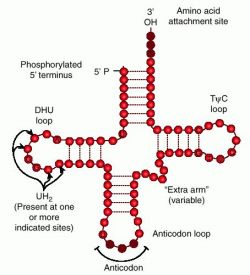 3'
OH
Amino acid
attachment site
Phosphorylated
5' terminus
5' P
DHU
loop
TψC
loop
UH2
(Present at one
or more
indicated sites)
"Extra arm"
(variable)
Anticodon loop
Anticodon